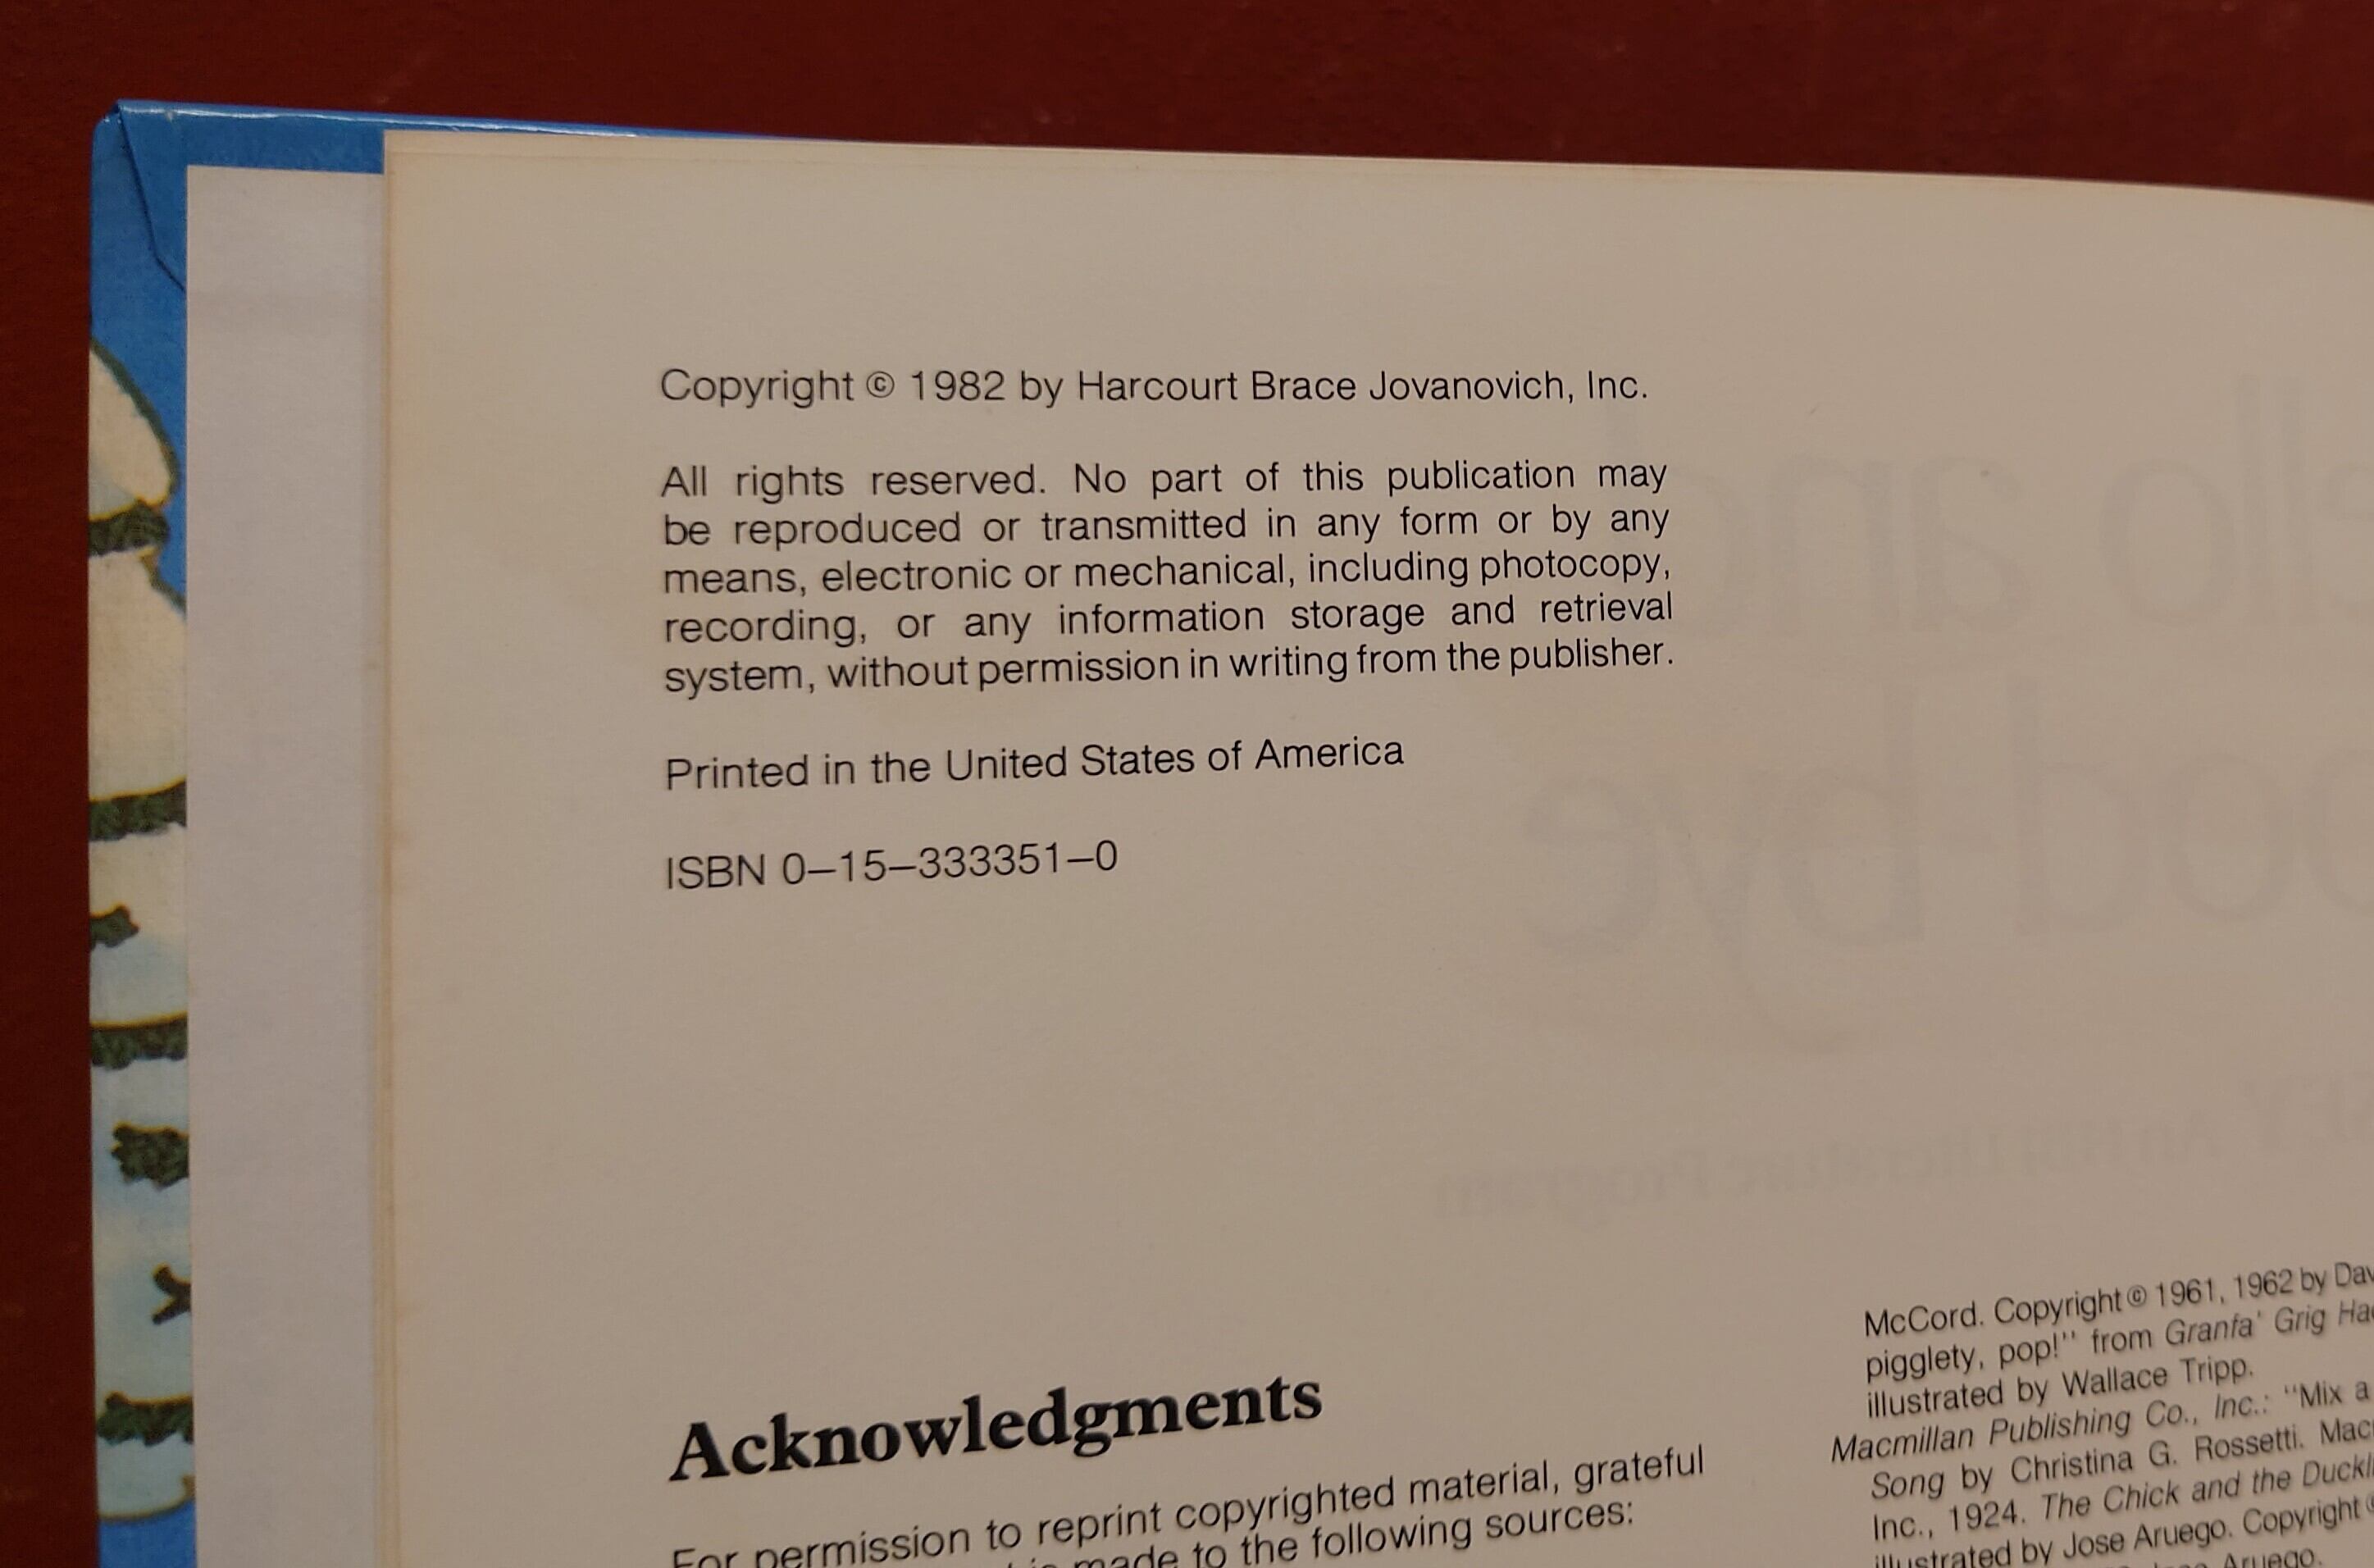 Copyright © 1982 by Harcourt Brace Jovanovich, Inc.
All rights reserved. No part of this publication may
be reproduced or transmitted in any form or by any
means, electronic or mechanical, including photocopy,
recording, or any information storage and retrieval
system, without permission in writing from the publisher.
Printed in the United States of America
ISBN 0–15–333351–0
Acknowledgments
For permission to reprint copyrighted material, grateful
made to the following sources:
McCord. Copyright © 1961, 1962 by
pigglety, pop!" from Granfa' Grig
illustrated by Wallace Tripp.
Macmillan Publishing Co., Inc.: "Mix a
Song by Christina G. Rossetti.
Inc., 1924. The Chick and the
illustrated by Jose Aruego. Copyright ©
Aruego.